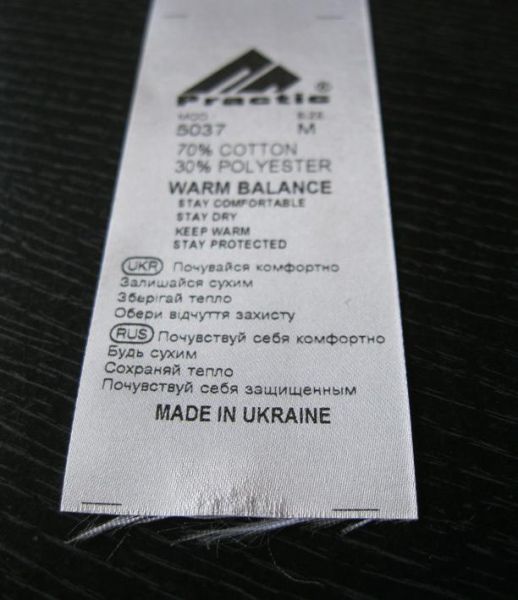 Practic ®
MOD SIZE
5037 M
70% COTTON
30% POLYESTER
WARM BALANCE
STAY COMFORTABLE
STAY DRY
KEEP WARM
STAY PROTECTED
UKR Почувайся комфортно
Залишайся сухим
Зберігай тепло
Обери відчуття захисту
RUS Почувствуй себя комфортно
Будь сухим
Сохраняй тепло
Почувствуй себя защищенным
MADE IN UKRAINE